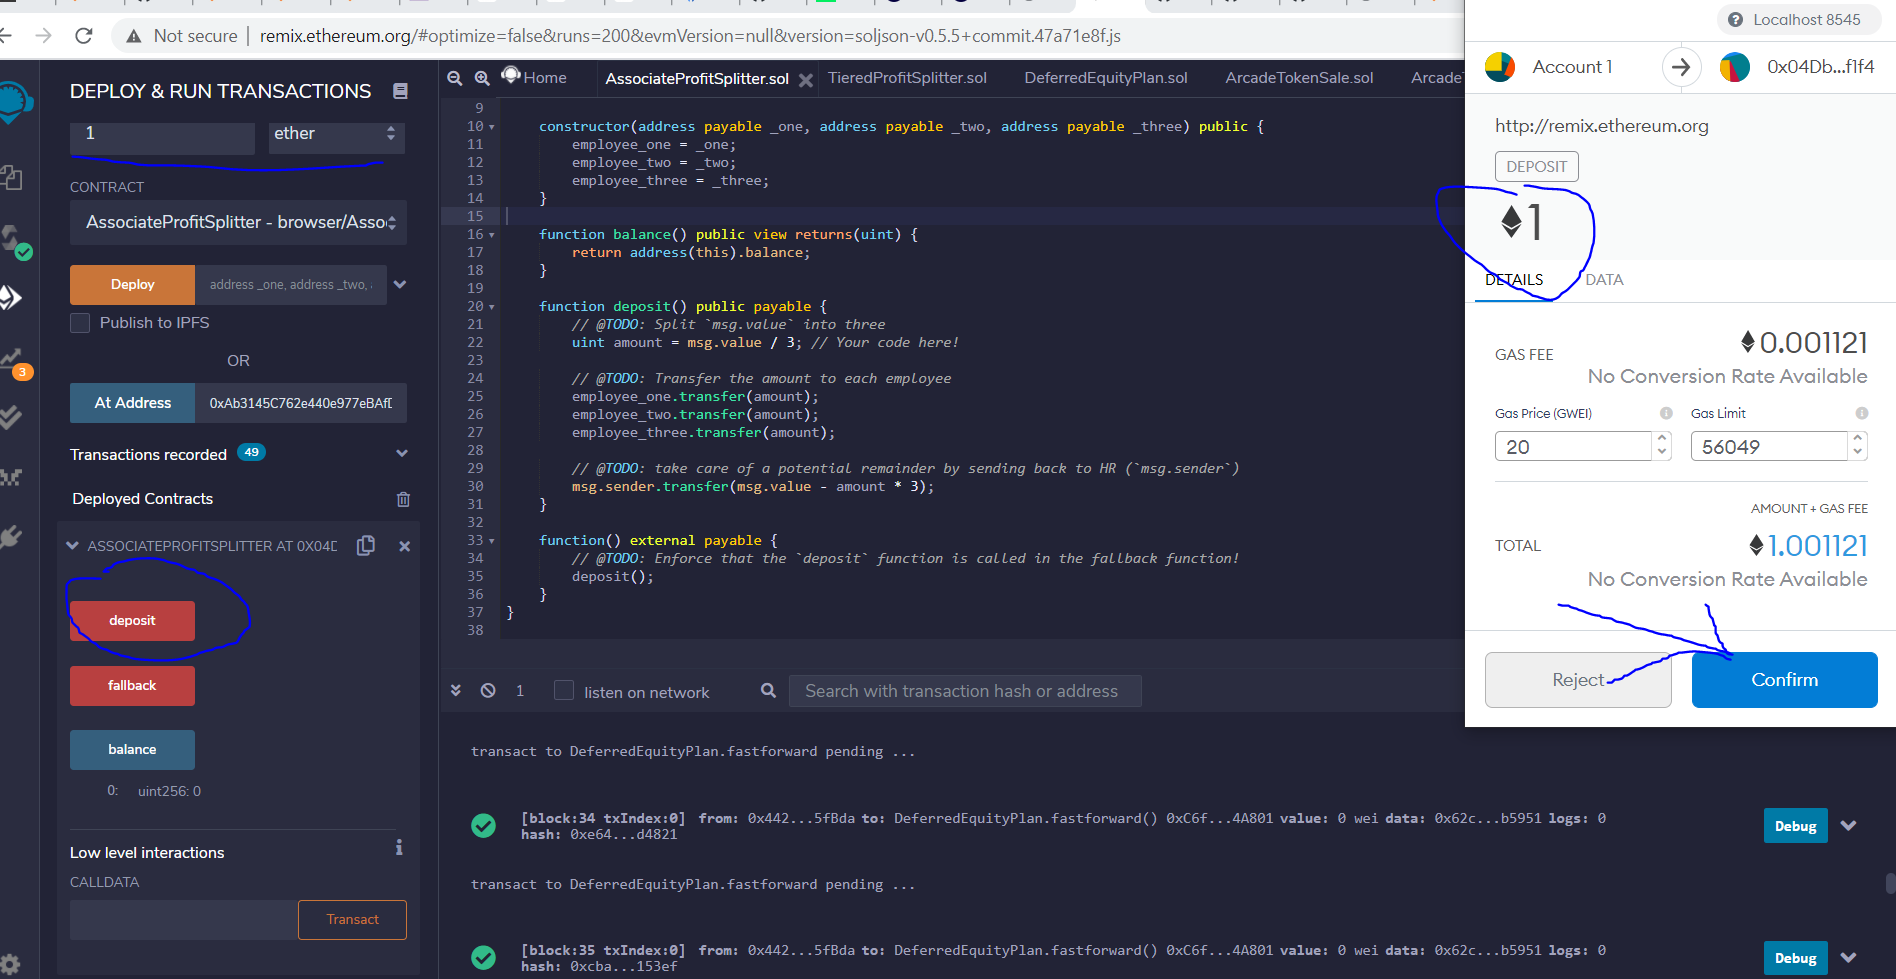 Not secure | remix.ethereum.org/#optimize=false&runs=200&evmVersion=null&version=soljson-v0.5.5+commit.47a71e8f.js
DEPLOY & RUN TRANSACTIONS
1 ether
CONTRACT
AssociateProfitSplitter - browser/Asso
Deploy address _one, address _two,
Publish to IPFS
OR
At Address 0xAb3145C762e440e977eBAf
Transactions recorded 49
Deployed Contracts
ASSOCIATEPROFITSPLITTER AT 0X04
deposit
fallback
balance
0: uint256: 0
Low level interactions
CALLDATA
Transact
3
Home AssociateProfitSplitter.sol TieredProfitSplitter.sol DeferredEquityPlan.sol ArcadeTokenSale.sol Arcade
9
10 constructor(address payable _one, address payable _two, address payable _three) public {
11 employee_one = _one;
12 employee_two = _two;
13 employee_three = _three;
14 }
15
16 function balance() public view returns(uint) {
17 return address(this).balance;
18 }
19
20 function deposit() public payable {
21 // @TODO: Split `msg.value` into three
22 uint amount = msg.value / 3; // Your code here!
23
24 // @TODO: Transfer the amount to each employee
25 employee_one.transfer(amount);
26 employee_two.transfer(amount);
27 employee_three.transfer(amount);
28
29 // @TODO: take care of a potential remainder by sending back to HR (`msg.sender`)
30 msg.sender.transfer(msg.value - amount * 3);
31 }
32
33 function() external payable {
34 // @TODO: Enforce that the `deposit` function is called in the fallback function!
35 deposit();
36 }
37 }
38
1 listen on network Search with transaction hash or address
transact to DeferredEquityPlan.fastforward pending ...
[block:34 txIndex:0] from: 0x442...5fBda to: DeferredEquityPlan.fastforward() 0xC6f...4A801 value: 0 wei data: 0x62c...b5951 logs: 0
hash: 0xe64...d4821
Debug
transact to DeferredEquityPlan.fastforward pending ...
[block:35 txIndex:0] from: 0x442...5fBda to: DeferredEquityPlan.fastforward() 0xC6f...4A801 value: 0 wei data: 0x62c...b5951 logs: 0
hash: 0xcba...153ef
Debug
Localhost 8545
Account 1 0x04Db...f1f4
http://remix.ethereum.org
DEPOSIT
1
DETAILS DATA
GAS FEE 0.001121
No Conversion Rate Available
Gas Price (GWEI) Gas Limit
20 56049
AMOUNT + GAS FEE
TOTAL 1.001121
No Conversion Rate Available
Reject Confirm